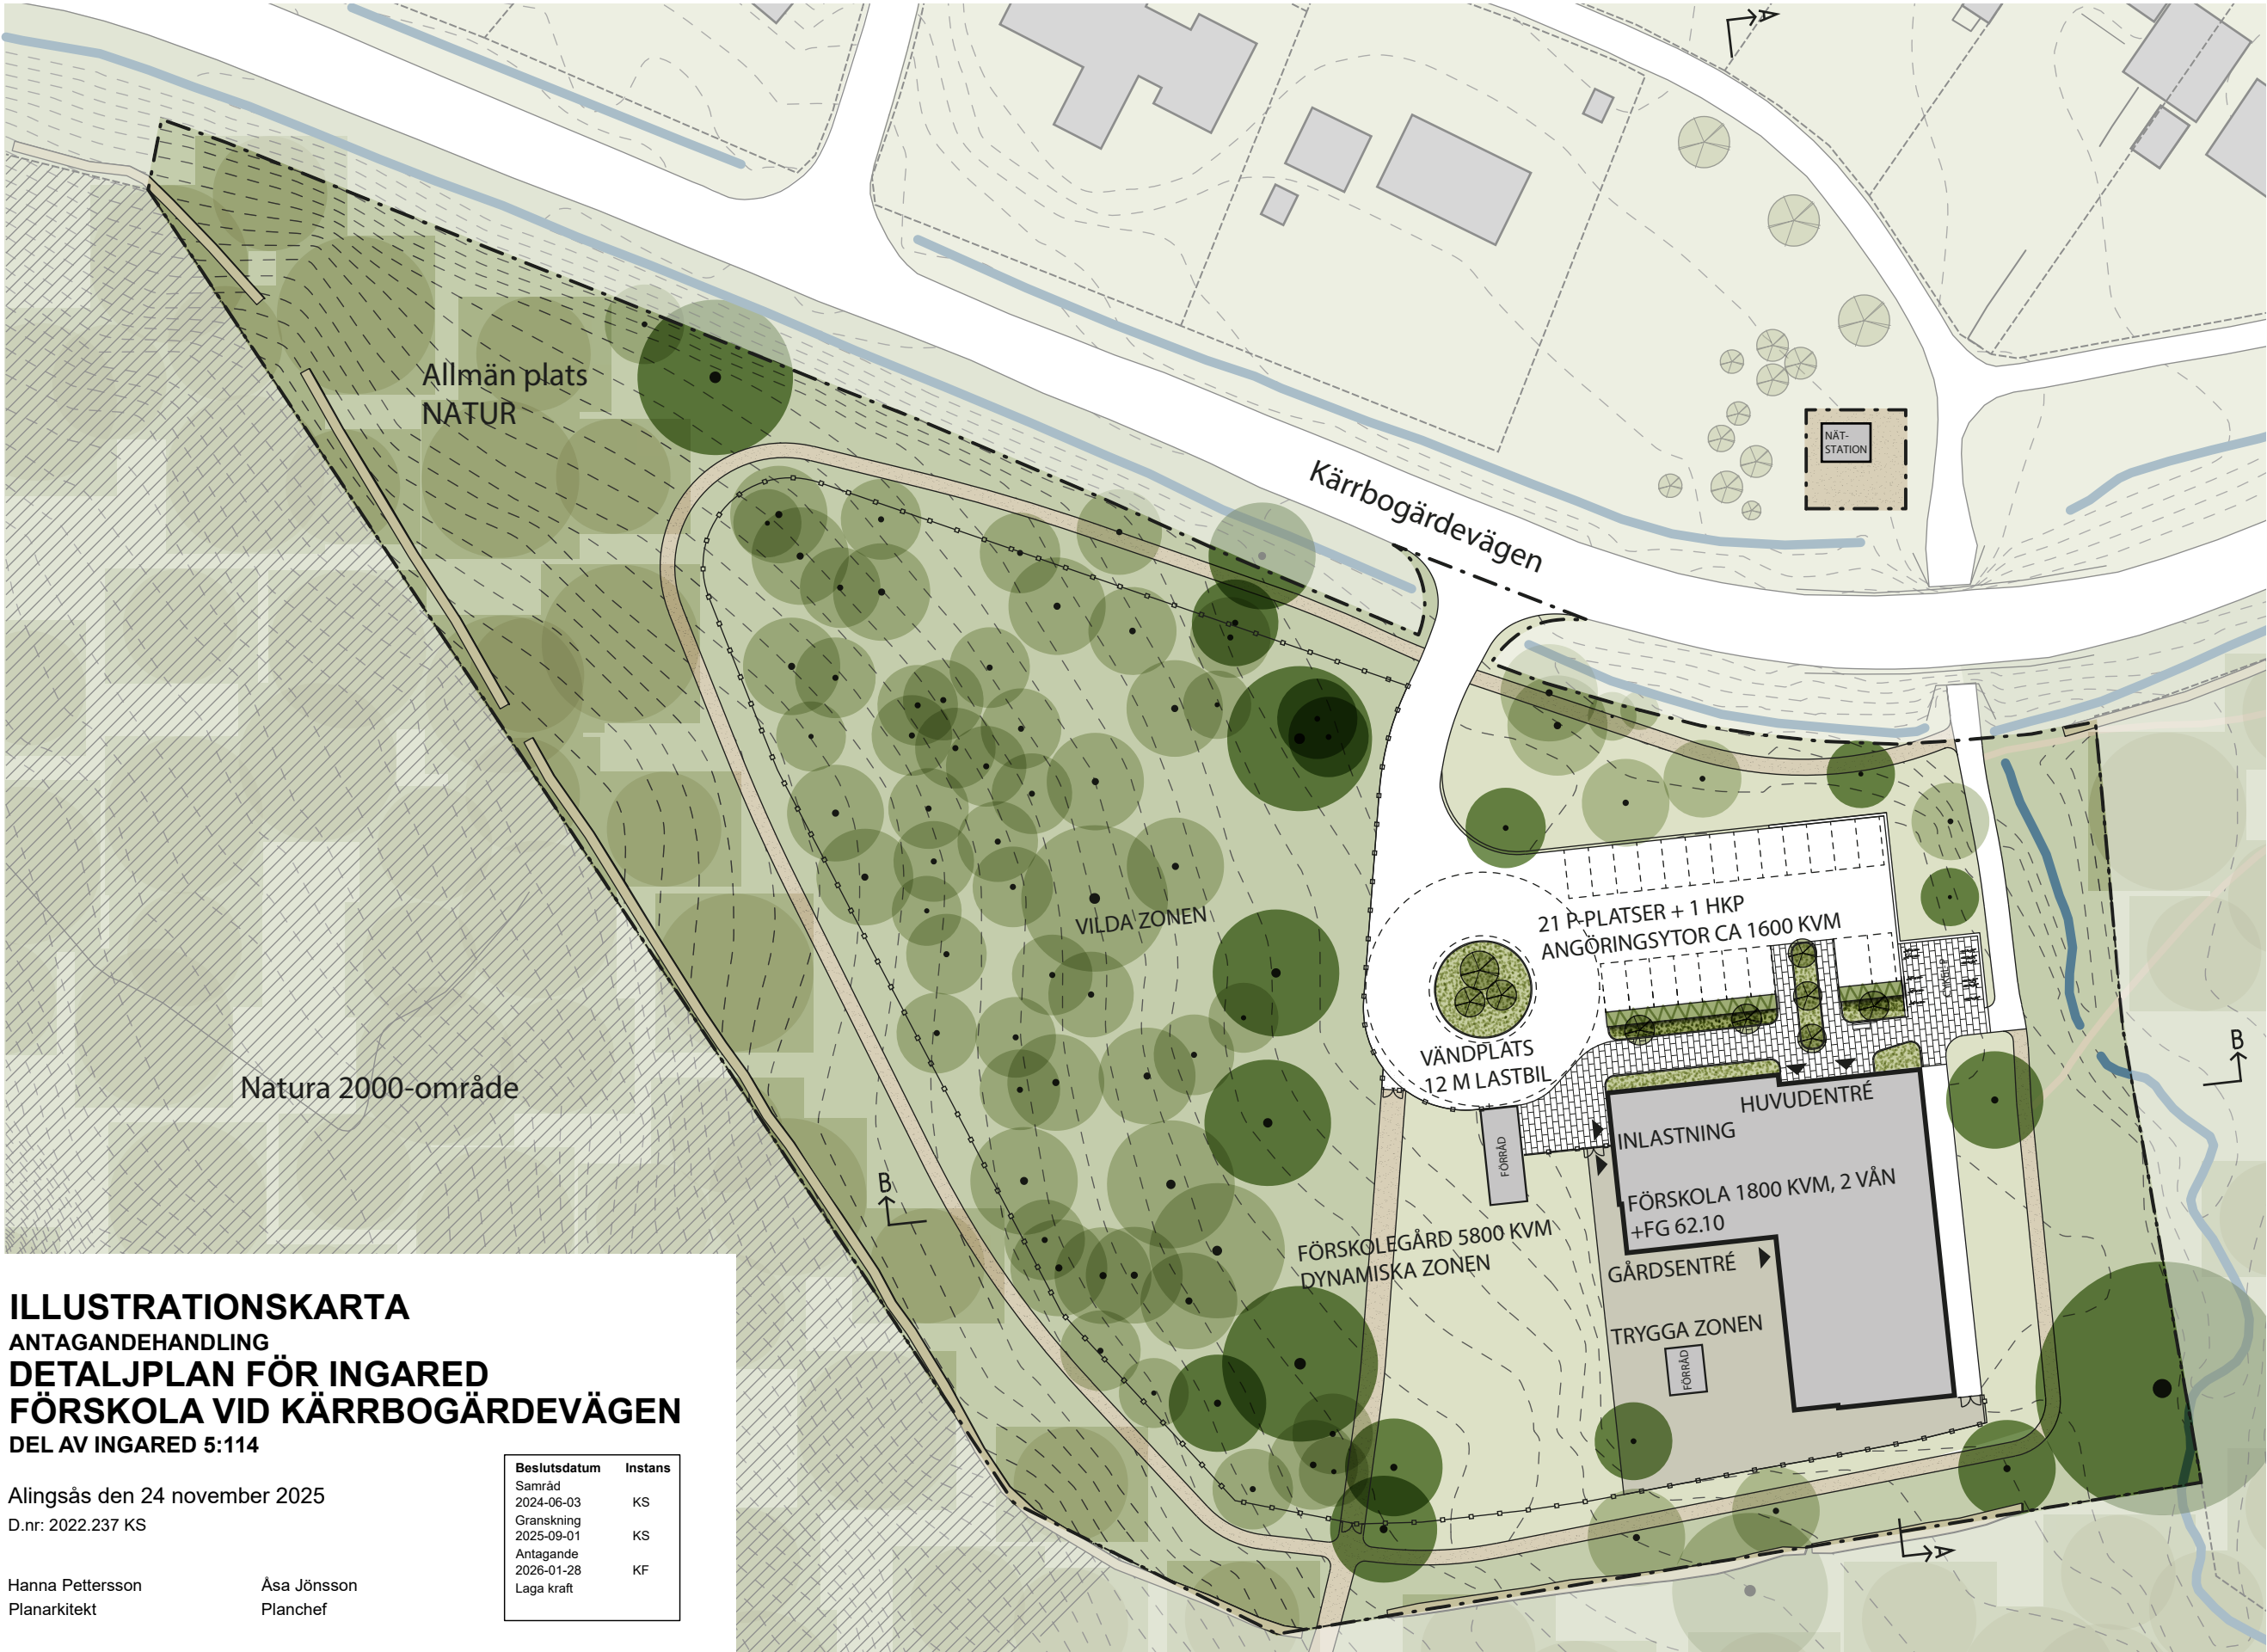 A
Allmän plats
NATUR
Kärrbogärdevägen
NÄT-
STATION
VILDA ZONEN
21 P-PLATSER + 1 HKP
ANGÖRINGSYTOR CA 1600 KVM
VÄNDPLATS
12 M LASTBIL
HUVUDENTRÉ
INLASTNING
FÖRRÅD
FÖRSKOLA 1800 KVM, 2 VÅN
+FG 62.10
FÖRSKOLEGÅRD 5800 KVM
DYNAMISKA ZONEN
GÅRDSENTRÉ
TRYGGA ZONEN
FÖRRÅD
B
B
A
Natura 2000-område
ILLUSTRATIONSKARTA
ANTAGANDEHANDLING
DETALJPLAN FÖR INGARED
FÖRSKOLA VID KÄRRBOGÄRDEVÄGEN
DEL AV INGARED 5:114
Alingsås den 24 november 2025
D.nr: 2022.237 KS
Hanna Pettersson
Planarkitekt
Åsa Jönsson
Planchef
Beslutsdatum Instans
Samråd
2024-06-03 KS
Granskning
2025-09-01 KS
Antagande
2026-01-28 KF
Laga kraft